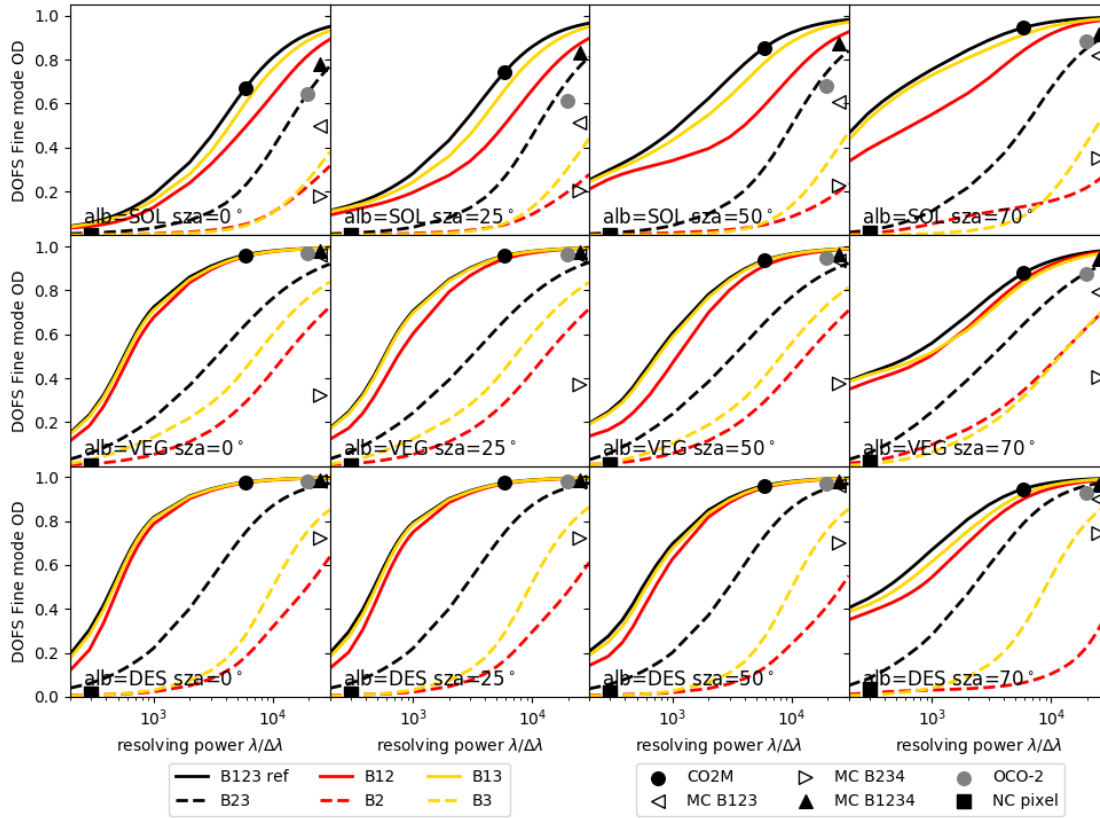 1.0
0.8
0.6
0.4
0.2
DOFS Fine mode OD
alb=SOL sza=0°
alb=SOL sza=25°
alb=SOL sza=50°
alb=SOL sza=70°
1.0
0.8
0.6
0.4
0.2
DOFS Fine mode OD
alb=VEG sza=0°
alb=VEG sza=25°
alb=VEG sza=50°
alb=VEG sza=70°
1.0
0.8
0.6
0.4
0.2
0.0
DOFS Fine mode OD
alb=DES sza=0°
alb=DES sza=25°
alb=DES sza=50°
alb=DES sza=70°
10³ 10⁴ 10³ 10⁴ 10³ 10⁴ 10³ 10⁴
resolving power λ/Δλ resolving power λ/Δλ resolving power λ/Δλ resolving power λ/Δλ
B123 ref B12 B13
B23 B2 B3
CO2M MC B234 OCO-2
MC B123 MC B1234 NC pixel